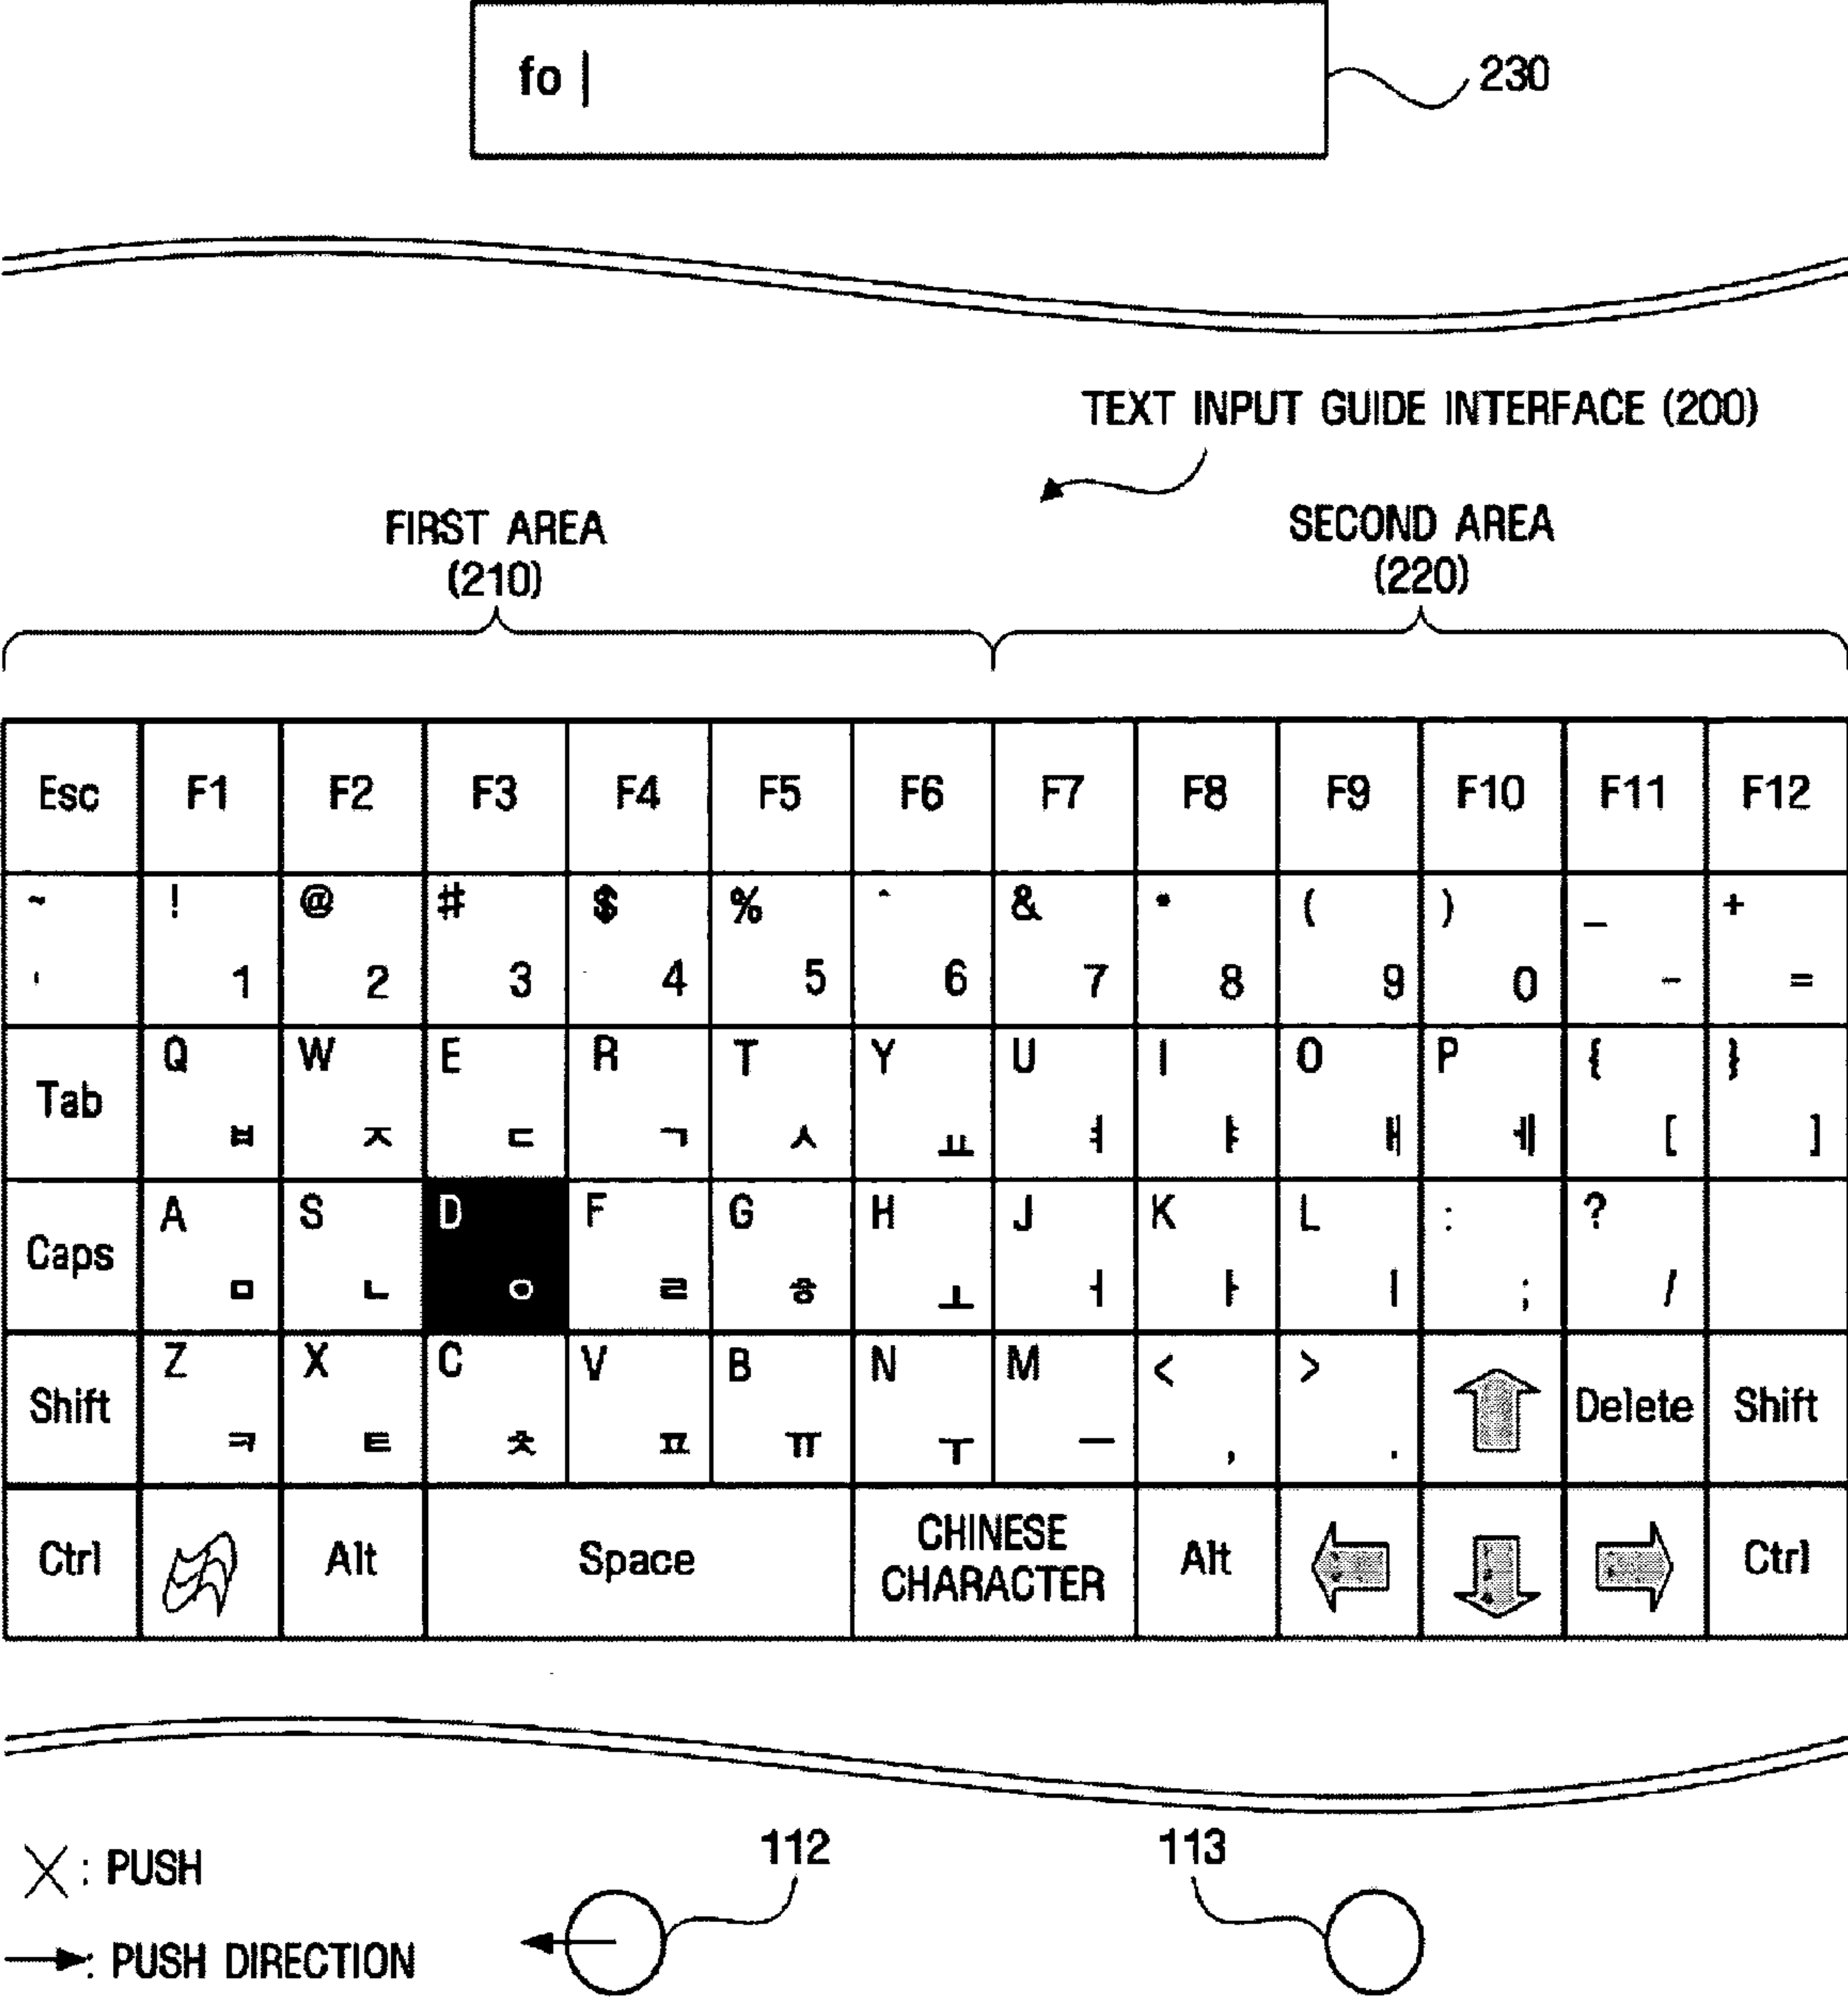 fo |
230
TEXT INPUT GUIDE INTERFACE (200)
FIRST AREA
(210)
SECOND AREA
(220)
Esc F1 F2 F3 F4 F5 F6 F7 F8 F9 F10 F11 F12
~ ! @ # $ % ^ & * ( ) _ +
' 1 2 3 4 5 6 7 8 9 0 - =
Q W E R T Y U I O P { }
Tab
ㅂ ㅈ ㄷ ㄱ ㅅ ㅛ ㅕ ㅑ ㅐ ㅔ [ ]
A S D F G H J K L : ?
Caps
ㅁ ㄴ ㅇ ㄹ ㅎ ㅗ ㅓ ㅏ ㅣ ; /
Z X C V B N M < >
Shift Delete Shift
ㅋ ㅌ ㅊ ㅍ ㅠ ㅜ ㅡ , .
Ctrl Alt Space CHINESE CHARACTER Alt Ctrl
112
113
X : PUSH
: PUSH DIRECTION